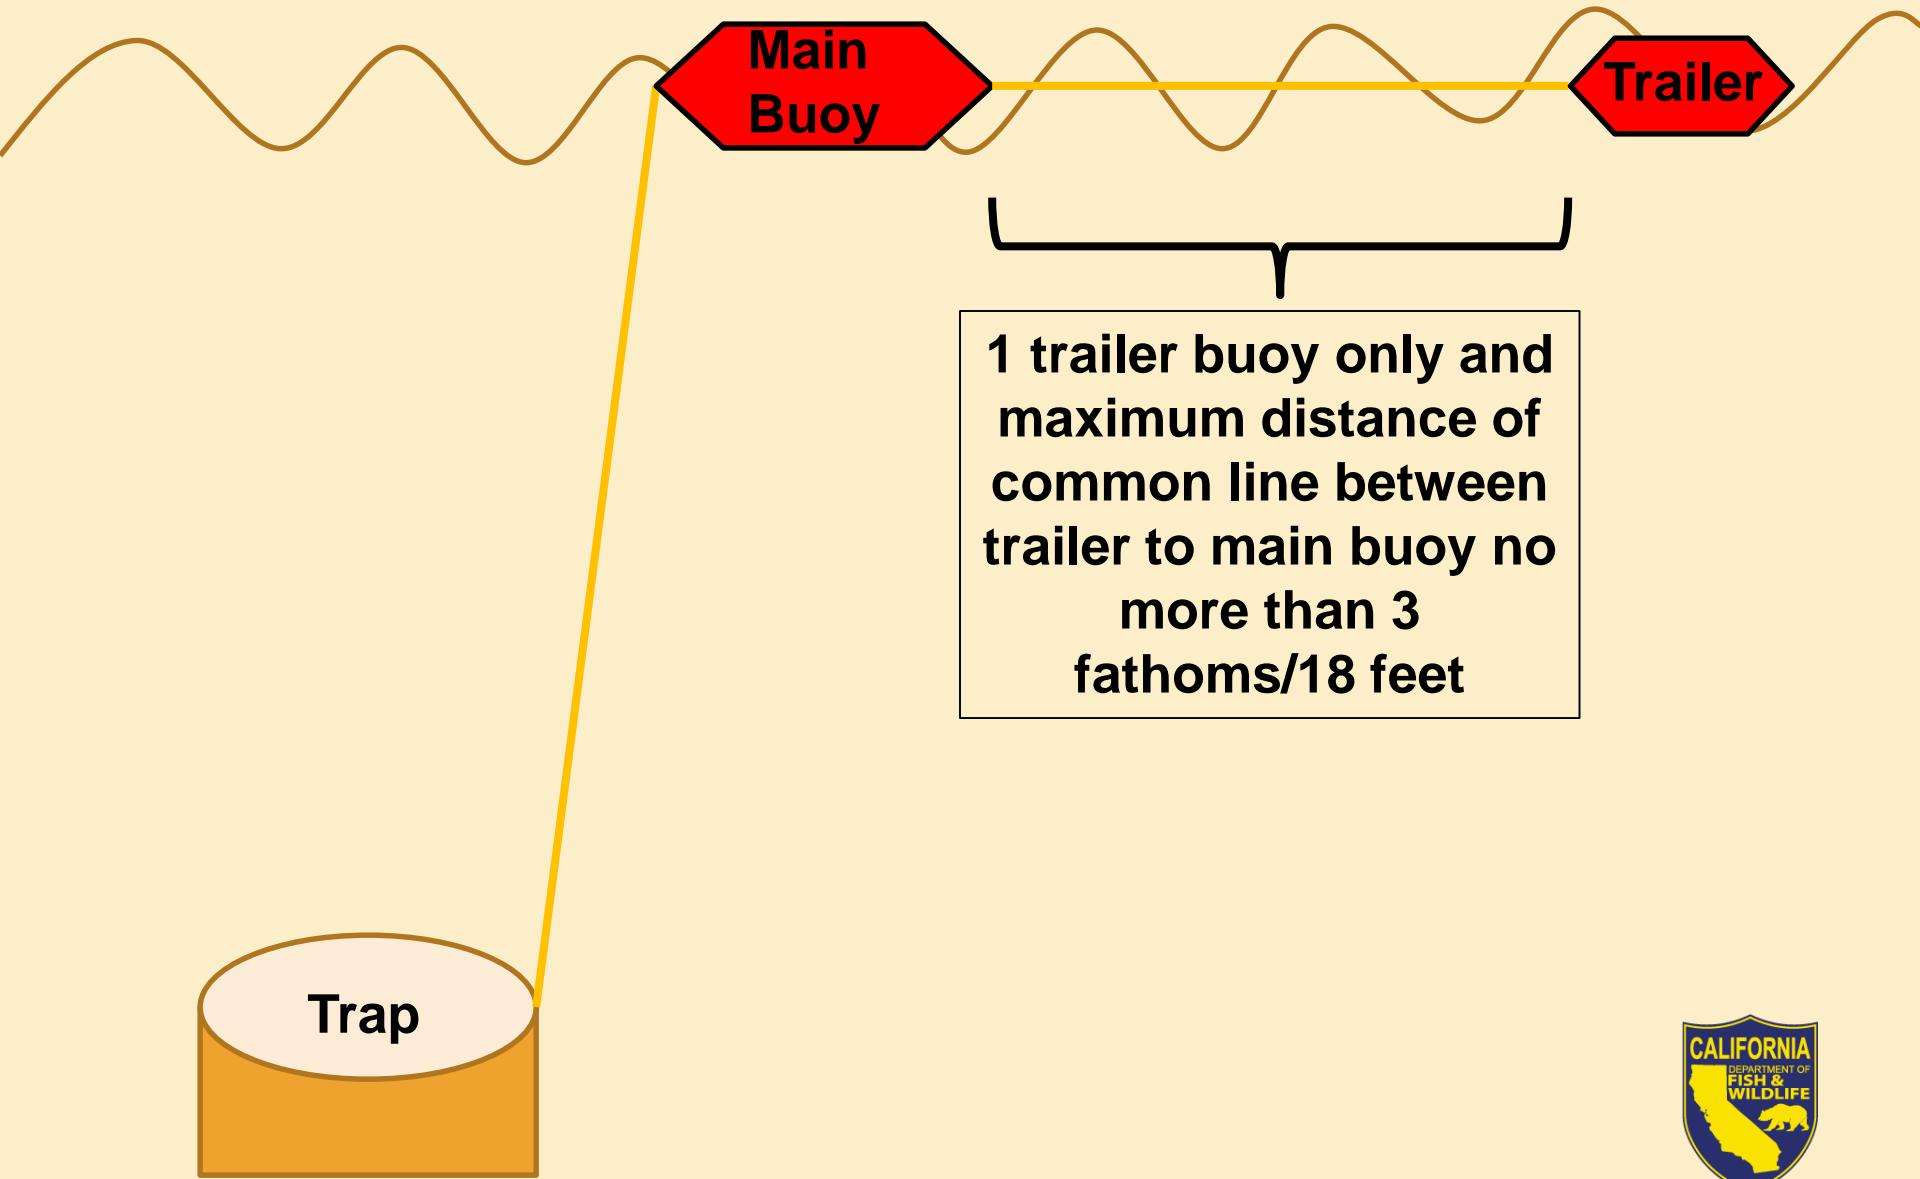 Main
Buoy
Trailer
1 trailer buoy only and
maximum distance of
common line between
trailer to main buoy no
more than 3
fathoms/18 feet
Trap
CALIFORNIA
DEPARTMENT OF
FISH &
WILDLIFE